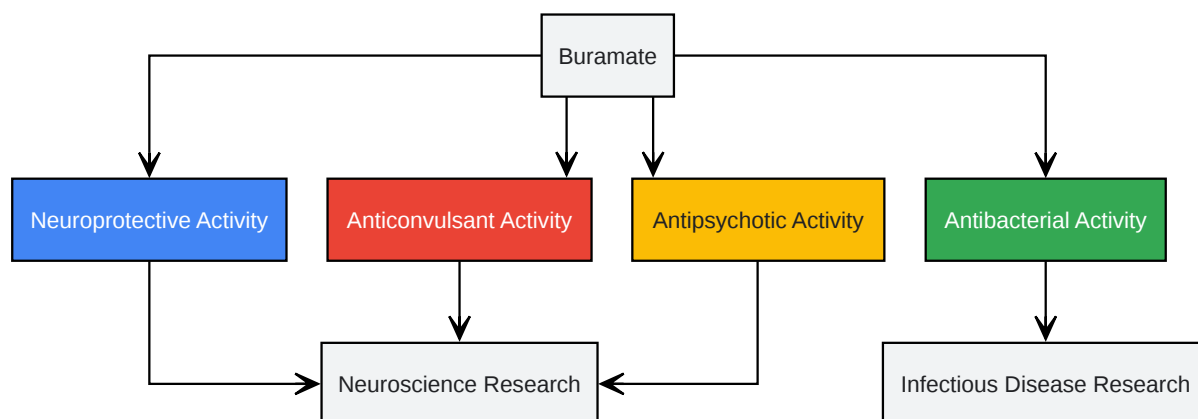 Buramate
Neuroprotective Activity
Anticonvulsant Activity
Antipsychotic Activity
Antibacterial Activity
Neuroscience Research
Infectious Disease Research